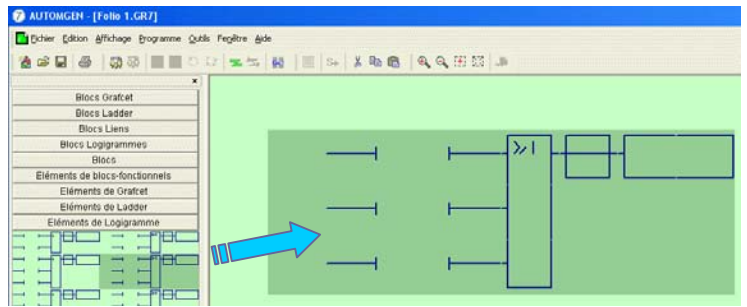 AUTOMGEN - [Folio 1.GR7]
Fichier Edition Affichage Programme Outils Fenêtre Aide
Blocs Grafcet
Blocs Ladder
Blocs Liens
Blocs Logigrammes
Blocs
Eléments de blocs-fonctionnels
Eléments de Grafcet
Eléments de Ladder
Eléments de Logigramme
>/ 1